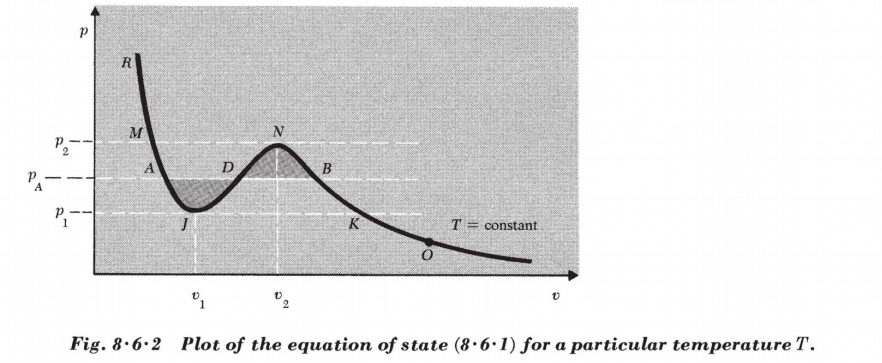 p
R
M
N
p2
A
D
B
pA
p1
J
K
T = constant
O
v1
v2
v
Fig. 8·6·2 Plot of the equation of state (8·6·1) for a particular temperature T.